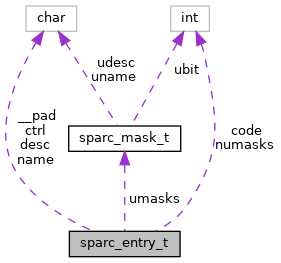 char
int
udesc
uname
ubit
__pad
ctrl
desc
name
code
numasks
sparc_mask_t
umasks
sparc_entry_t